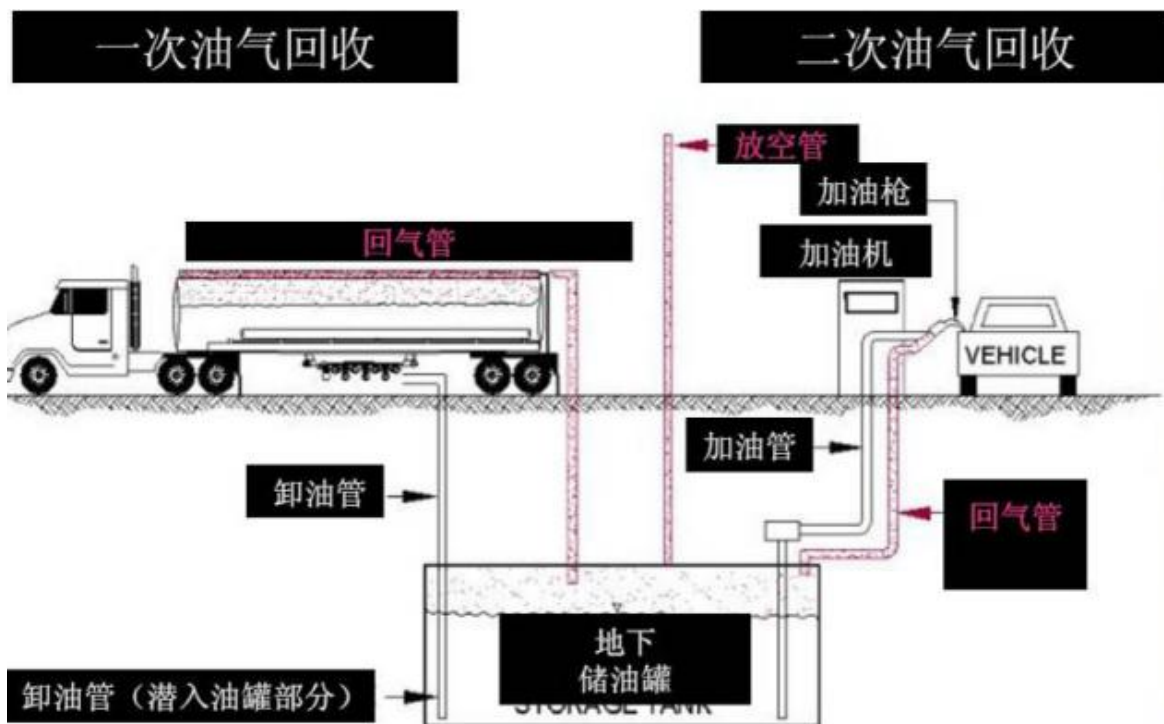 一次油气回收
二次油气回收
放空管
加油枪
回气管
加油机
VEHICLE
加油管
卸油管
回气管
地下
储油罐
STORAGE TANK
卸油管（潜入油罐部分）